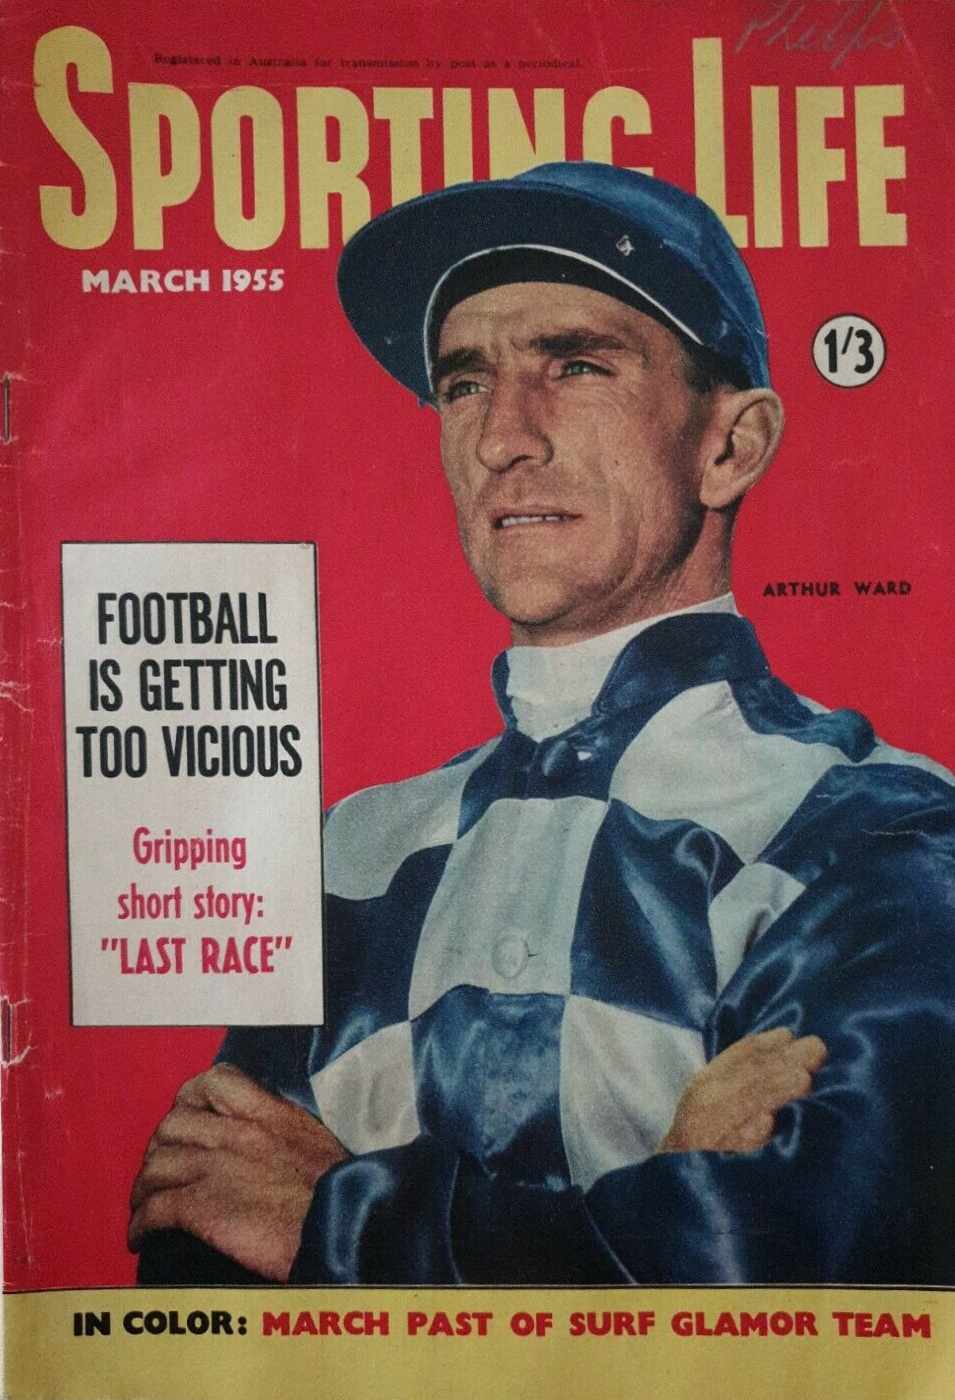 Phelps
Registered in Australia for transmission by post as a periodical.
SPORTING LIFE
MARCH 1955
1/3
ARTHUR WARD
FOOTBALL
IS GETTING
TOO VICIOUS
Gripping
short story:
"LAST RACE"
IN COLOR: MARCH PAST OF SURF GLAMOR TEAM